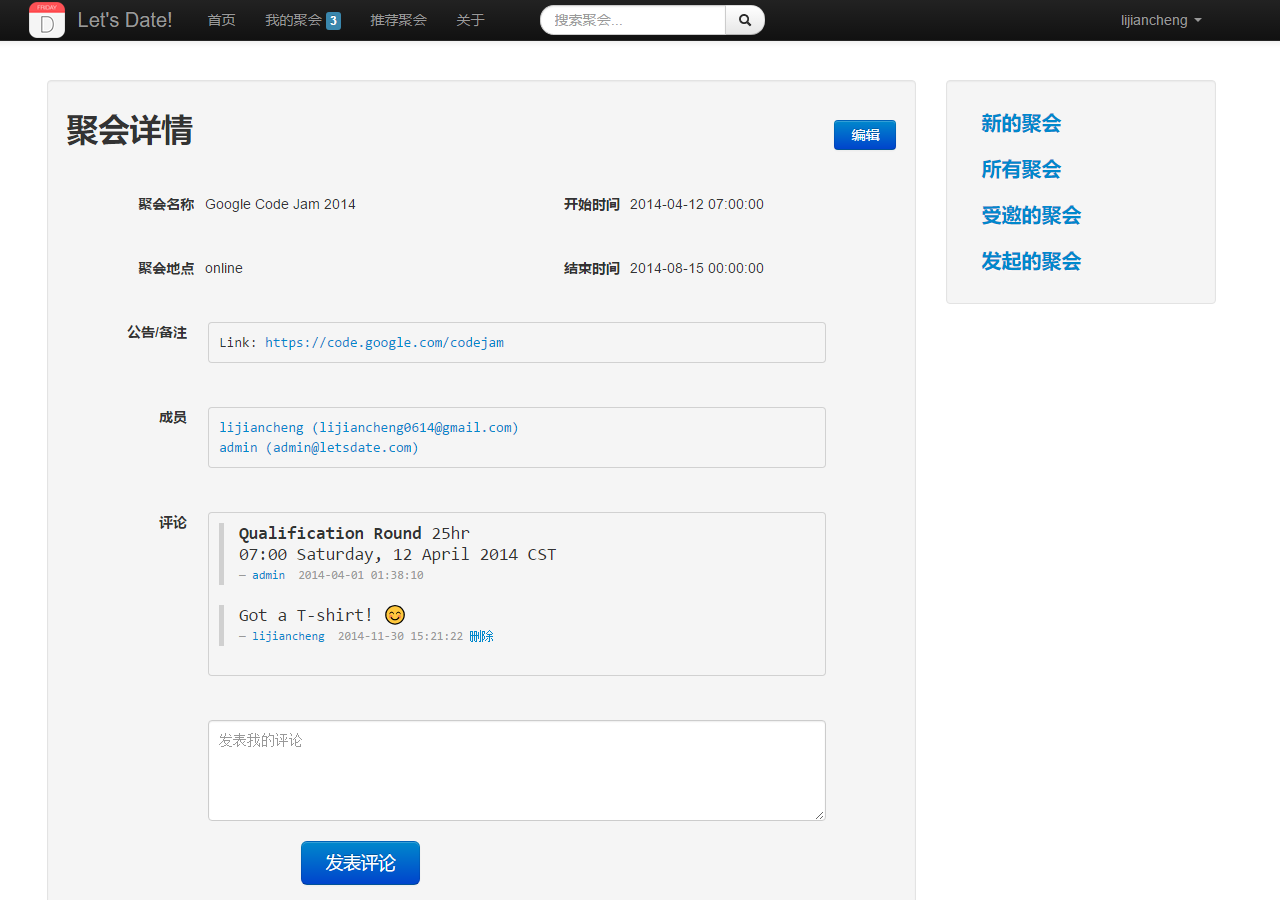 FRIDAY
D
Let's Date! 首页 我的聚会 3 推荐聚会 关于 搜索聚会... lijiancheng
聚会详情
编辑
聚会名称 Google Code Jam 2014 开始时间 2014-04-12 07:00:00
聚会地点 online 结束时间 2014-08-15 00:00:00
公告/备注 Link: https://code.google.com/codejam
成员 lijiancheng (lijiancheng0614@gmail.com)
admin (admin@letsdate.com)
评论 Qualification Round 25hr
07:00 Saturday, 12 April 2014 CST
— admin 2014-04-01 01:38:10
Got a T-shirt! 😊
— lijiancheng 2014-11-30 15:21:22 删除
发表我的评论
发表评论
新的聚会
所有聚会
受邀的聚会
发起的聚会